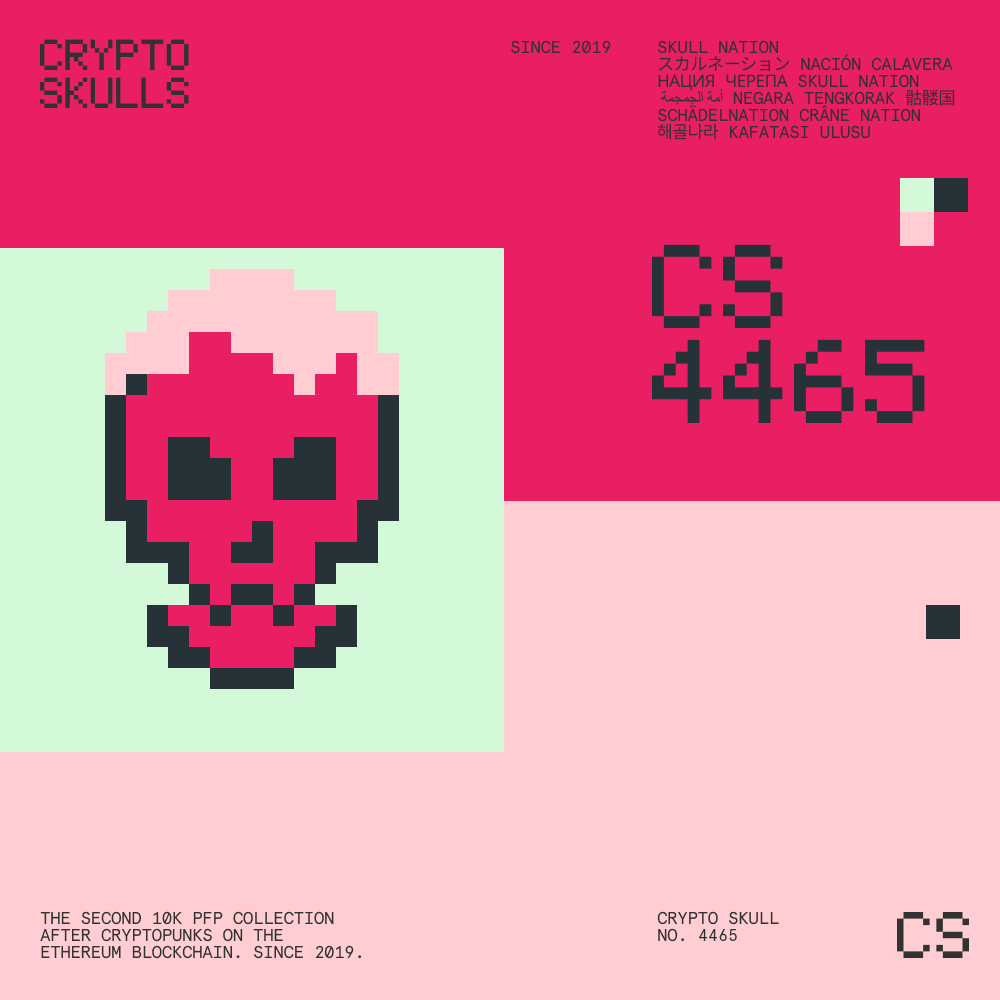 CRYPTO
SKULLS
SINCE 2019
SKULL NATION
スカルネーション NACIÓN CALAVERA
НАЦИЯ ЧЕРЕПА SKULL NATION
أمة الجمجمة NEGARA TENGKORAK 骷髅国
SCHÄDELNATION CRÂNE NATION
해골나라 KAFATASI ULUSU
CS
4465
THE SECOND 10K PFP COLLECTION
AFTER CRYPTOPUNKS ON THE
ETHEREUM BLOCKCHAIN. SINCE 2019.
CRYPTO SKULL
NO. 4465
CS